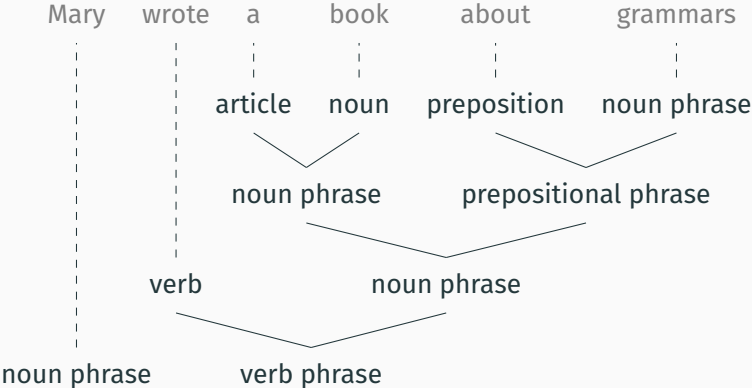 Mary wrote a book about grammars
article noun preposition noun phrase
noun phrase prepositional phrase
verb noun phrase
noun phrase verb phrase